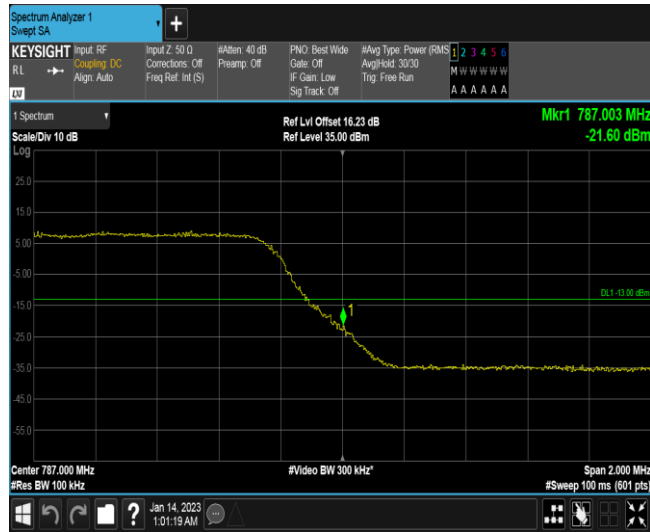 Spectrum Analyzer 1
Swept SA
+
KEYSIGHT Input: RF Input Z: 50 Ω #Atten: 40 dB PNO: Best Wide #Avg Type: Power (RMS 1 2 3 4 5 6
RL Coupling: DC Corrections: Off Preamp: Off Gate: Off Avg|Hold: 30/30 M W W W W W
Align: Auto Freq Ref: Int (S) IF Gain: Low Trig: Free Run
LXI Sig Track: Off A A A A A A
1 Spectrum Ref Lvl Offset 16.23 dB Mkr1 787.003 MHz
Scale/Div 10 dB Ref Level 35.00 dBm -21.60 dBm
Log
25.0
15.0
5.00
-5.00
DL1 -13.00 dBm
-15.0
1
-25.0
-35.0
-45.0
-55.0
Center 787.000 MHz #Video BW 300 kHz* Span 2.000 MHz
#Res BW 100 kHz #Sweep 100 ms (601 pts)
? Jan 14, 2023
1:01:19 AM